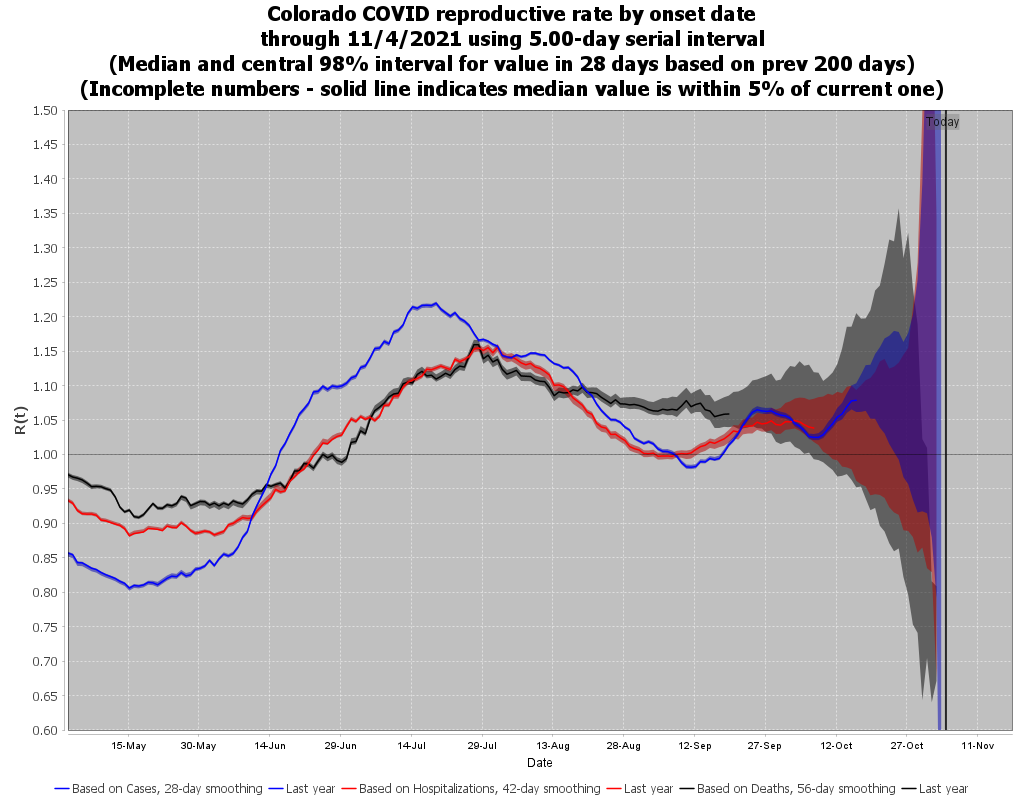 Colorado COVID reproductive rate by onset date
through 11/4/2021 using 5.00-day serial interval
(Median and central 98% interval for value in 28 days based on prev 200 days)
(Incomplete numbers - solid line indicates median value is within 5% of current one)
Today
1.50
1.45
1.40
1.35
1.30
1.25
1.20
1.15
1.10
1.05
1.00
0.95
0.90
0.85
0.80
0.75
0.70
0.65
0.60
R(t)
15-May 30-May 14-Jun 29-Jun 14-Jul 29-Jul 13-Aug 28-Aug 12-Sep 27-Sep 12-Oct 27-Oct 11-Nov
Date
Based on Cases, 28-day smoothing Last year Based on Hospitalizations, 42-day smoothing Last year Based on Deaths, 56-day smoothing Last year